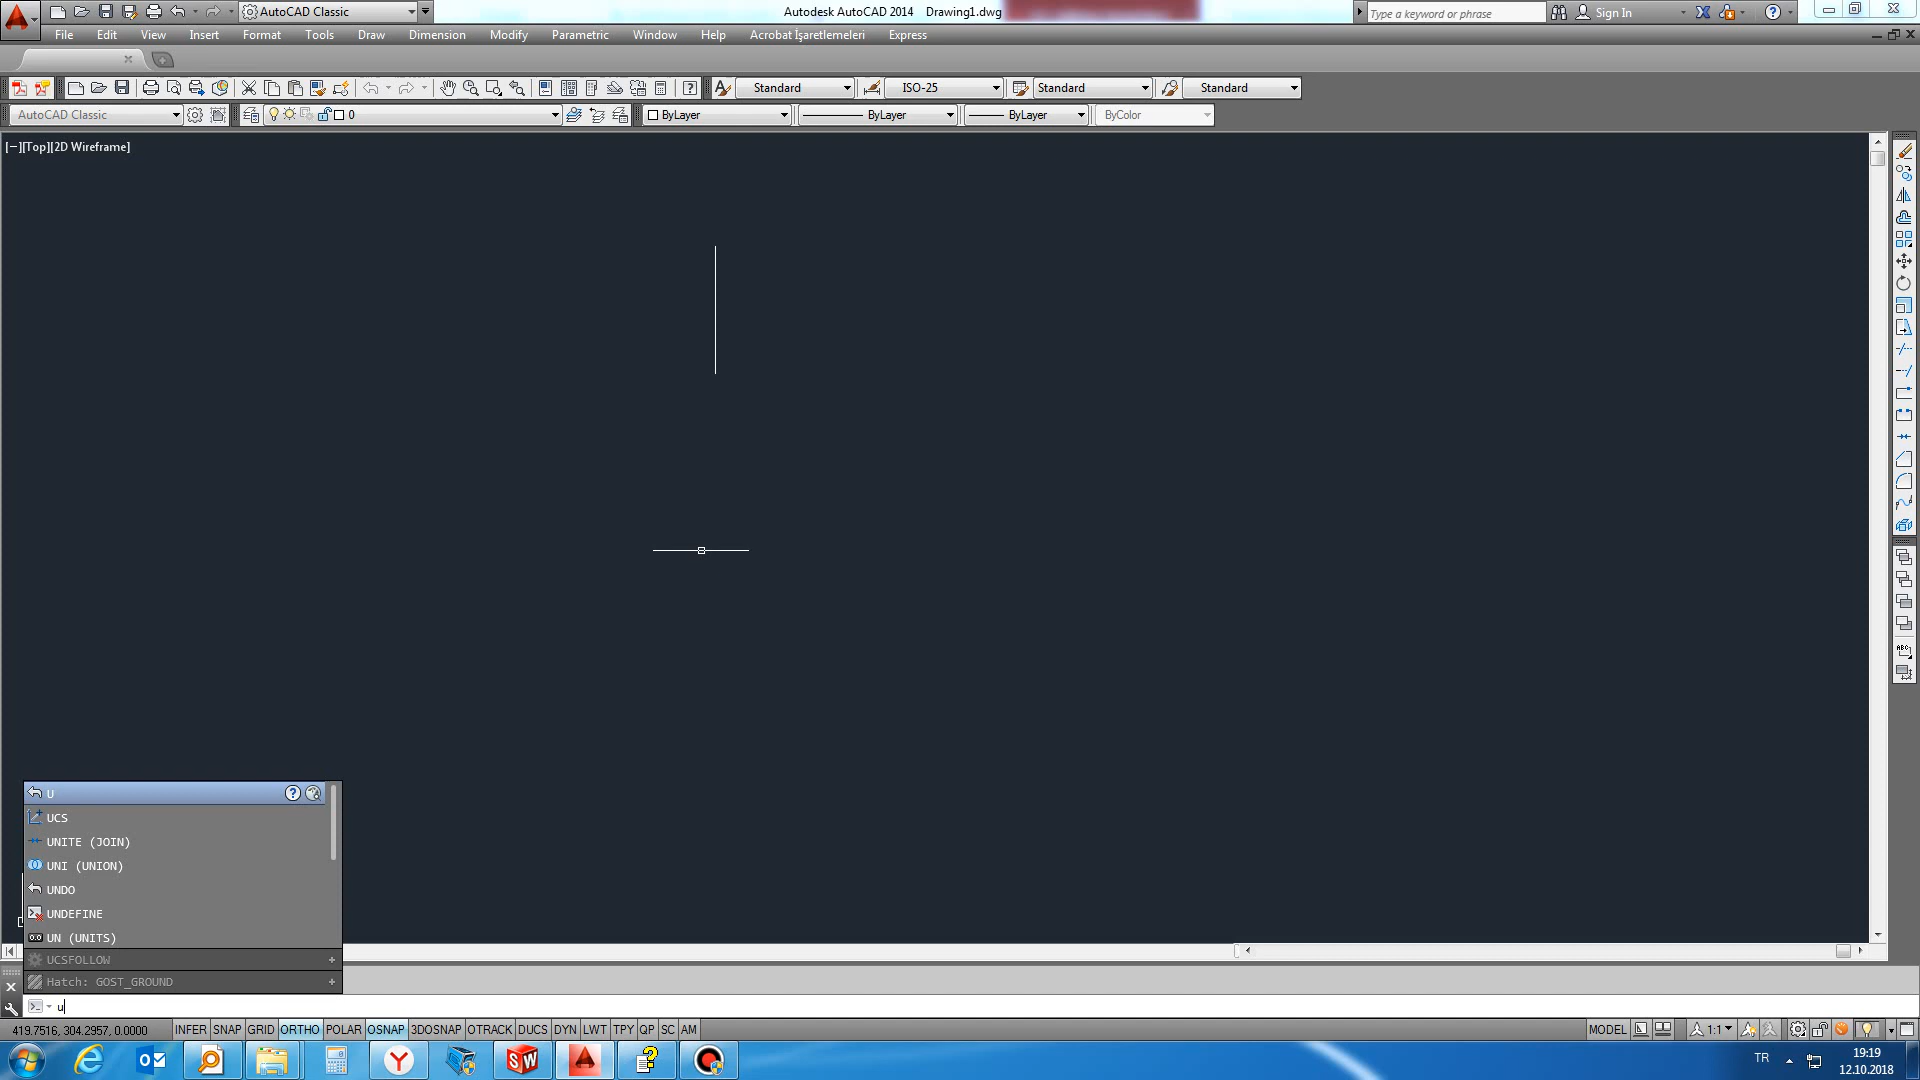 AutoCAD Classic
Autodesk AutoCAD 2014 Drawing1.dwg
Type a keyword or phrase
Sign In
File Edit View Insert Format Tools Draw Dimension Modify Parametric Window Help Acrobat İşaretlemeleri Express
Standard ISO-25 Standard Standard
AutoCAD Classic 0 ByLayer ByLayer ByLayer ByColor
[−][Top][2D Wireframe]
U
UCS
UNITE (JOIN)
UNI (UNION)
UNDO
UNDEFINE
UN (UNITS)
UCSFOLLOW
Hatch: GOST_GROUND
u
419.7516, 304.2957, 0.0000 INFER SNAP GRID ORTHO POLAR OSNAP 3DOSNAP OTRACK DUCS DYN LWT TPY QP SC AM MODEL 1:1
TR 19:19
12.10.2018